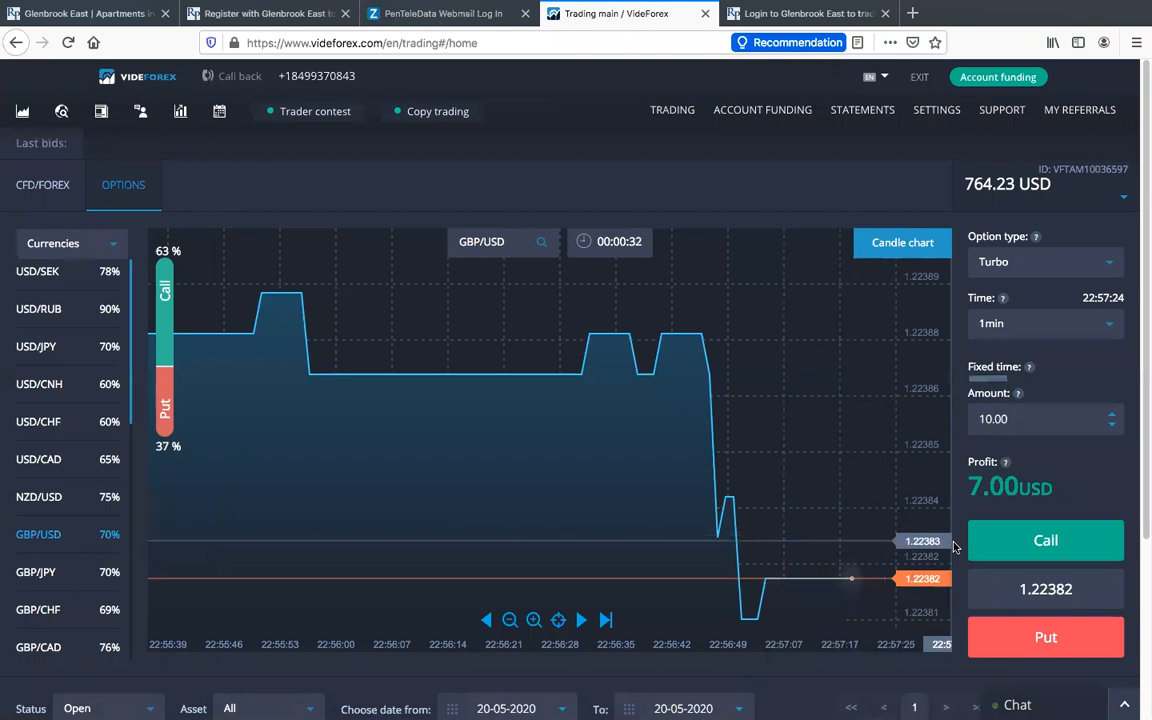 Glenbrook East | Apartments in
Register with Glenbrook East to
PenTeleData Webmail Log In
Trading main / VideForex
Login to Glenbrook East to trac
https://www.videforex.com/en/trading#/home
Recommendation
VIDEFOREX
Call back
+18499370843
EN
EXIT
Account funding
Trader contest
Copy trading
TRADING
ACCOUNT FUNDING
STATEMENTS
SETTINGS
SUPPORT
MY REFERRALS
Last bids:
CFD/FOREX
OPTIONS
ID: VFTAM10036597
764.23 USD
Currencies
USD/SEK 78%
USD/RUB 90%
USD/JPY 70%
USD/CNH 60%
USD/CHF 60%
USD/CAD 65%
NZD/USD 75%
GBP/USD 70%
GBP/JPY 70%
GBP/CHF 69%
GBP/CAD 76%
63 %
Call
Put
37 %
GBP/USD
00:00:32
Candle chart
1.22389
1.22388
1.22386
1.22385
1.22384
1.22383
1.22382
1.22382
1.22381
22:55:39 22:55:46 22:55:53 22:56:00 22:56:07 22:56:14 22:56:21 22:56:28 22:56:35 22:56:42 22:56:49 22:57:07 22:57:17 22:57:25 22:5
Option type: ?
Turbo
Time: ? 22:57:24
1min
Fixed time: ?
Amount: ?
10.00
Profit: ?
7.00USD
Call
1.22382
Put
Status
Open
Asset
All
Choose date from:
20-05-2020
To:
20-05-2020
<<
<
1
>
Chat